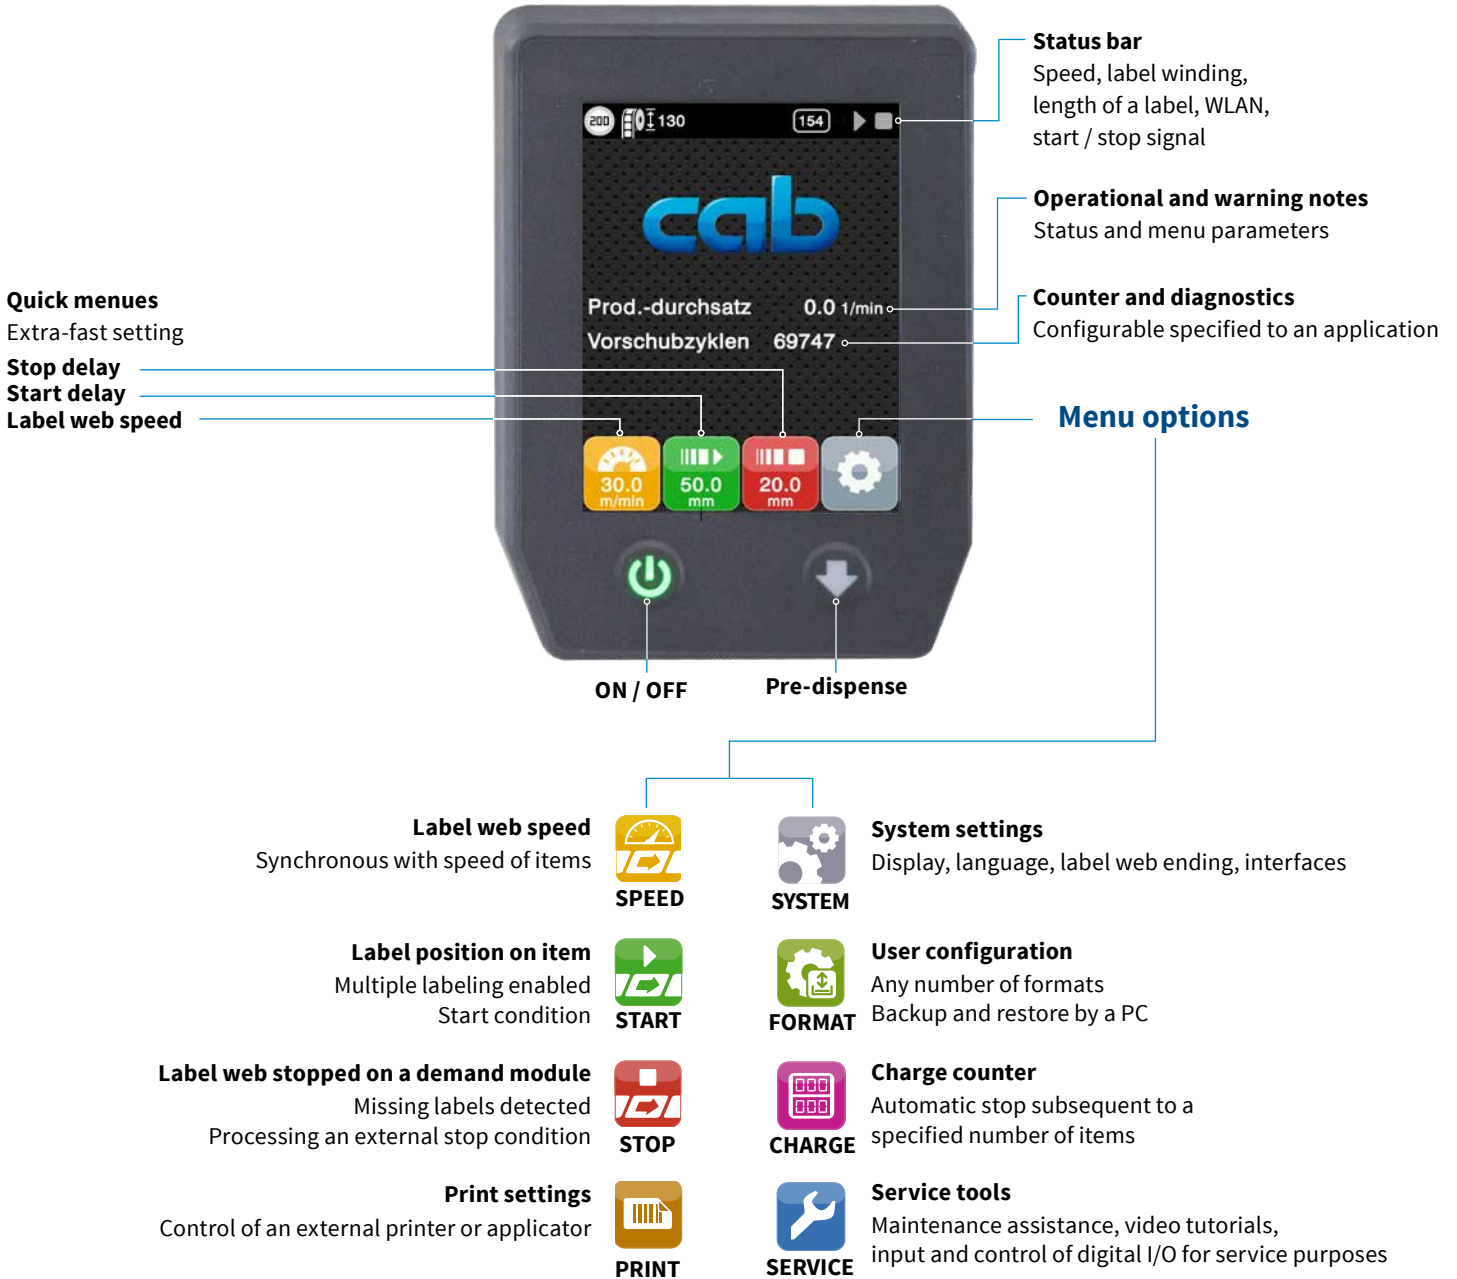 Status bar
Speed, label winding,
length of a label, WLAN,
start / stop signal
200 130 154
cab
Operational and warning notes
Status and menu parameters
Prod.-durchsatz 0.0 1/min
Vorschubzyklen 69747
Counter and diagnostics
Configurable specified to an application
Quick menues
Extra-fast setting
Stop delay
Start delay
Label web speed
Menu options
30.0
m/min
50.0
mm
20.0
mm
ON / OFF
Pre-dispense
Label web speed
Synchronous with speed of items
SPEED
System settings
Display, language, label web ending, interfaces
SYSTEM
Label position on item
Multiple labeling enabled
Start condition
START
User configuration
Any number of formats
Backup and restore by a PC
FORMAT
Label web stopped on a demand module
Missing labels detected
Processing an external stop condition
STOP
Charge counter
Automatic stop subsequent to a
specified number of items
CHARGE
Print settings
Control of an external printer or applicator
PRINT
Service tools
Maintenance assistance, video tutorials,
input and control of digital I/O for service purposes
SERVICE